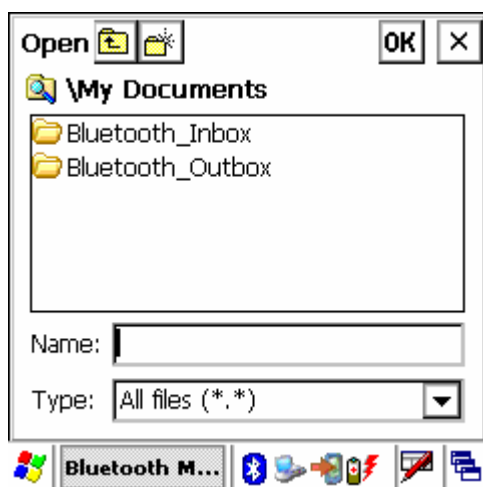 Open OK ×
\My Documents
Bluetooth_Inbox
Bluetooth_Outbox
Name:
Type: All files (*.*)
Bluetooth M...